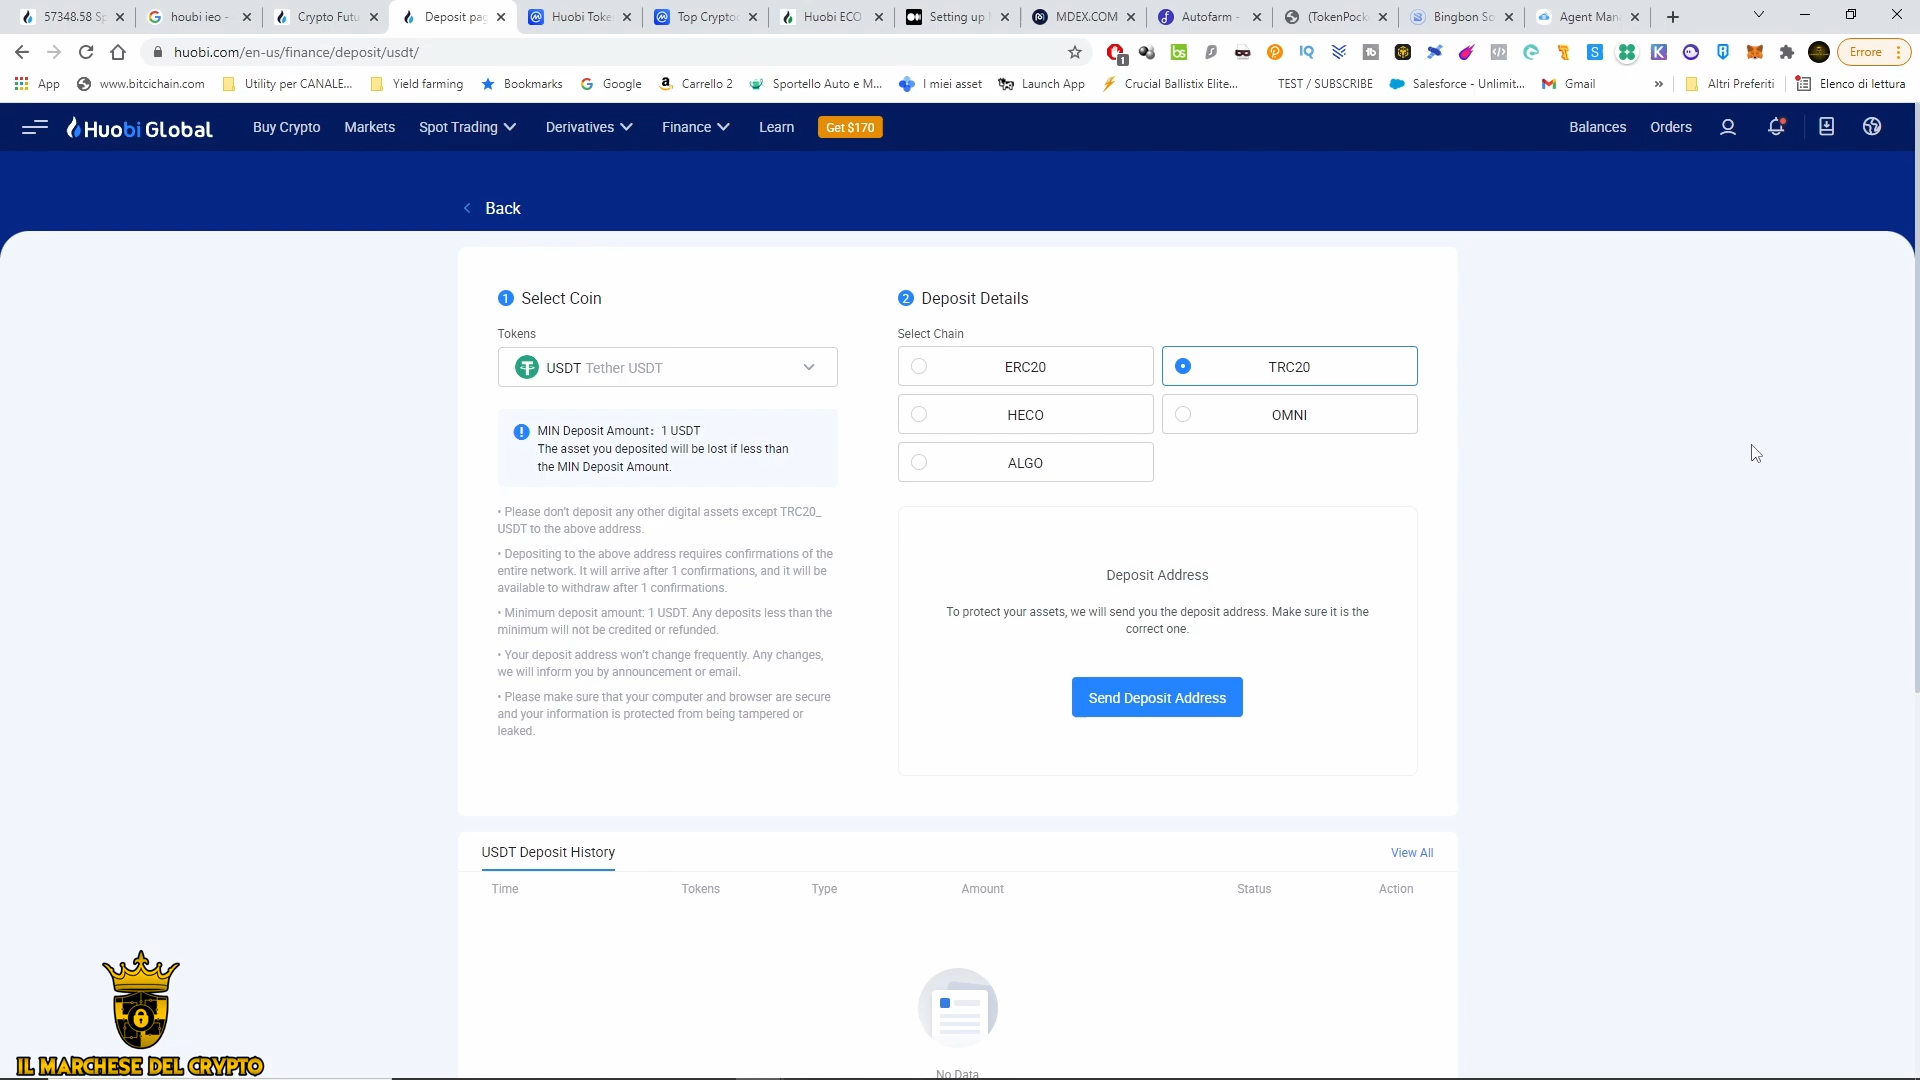 57348.58 Sp
houbi ieo -
Crypto Futu
Deposit pag
Huobi Toke
Top Cryptoc
Huobi ECO
Setting up
MDEX.COM
Autofarm -
(TokenPock
Bingbon So
Agent Man
huobi.com/en-us/finance/deposit/usdt/
Errore
App
www.bitcichain.com
Utility per CANALE...
Yield farming
Bookmarks
Google
Carrello 2
Sportello Auto e M...
I miei asset
Launch App
Crucial Ballistix Elite...
TEST / SUBSCRIBE
Salesforce - Unlimit...
Gmail
»
Altri Preferiti
Elenco di lettura
Huobi Global
Buy Crypto
Markets
Spot Trading
Derivatives
Finance
Learn
Get $170
Balances
Orders
Back
1 Select Coin
Tokens
USDT Tether USDT
MIN Deposit Amount: 1 USDT
The asset you deposited will be lost if less than
the MIN Deposit Amount.
• Please don't deposit any other digital assets except TRC20_
USDT to the above address.
• Depositing to the above address requires confirmations of the
entire network. It will arrive after 1 confirmations, and it will be
available to withdraw after 1 confirmations.
• Minimum deposit amount: 1 USDT. Any deposits less than the
minimum will not be credited or refunded.
• Your deposit address won't change frequently. Any changes,
we will inform you by announcement or email.
• Please make sure that your computer and browser are secure
and your information is protected from being tampered or
leaked.
2 Deposit Details
Select Chain
ERC20
TRC20
HECO
OMNI
ALGO
Deposit Address
To protect your assets, we will send you the deposit address. Make sure it is the
correct one.
Send Deposit Address
USDT Deposit History
View All
Time
Tokens
Type
Amount
Status
Action
No Data
IL MARCHESE DEL CRYPTO